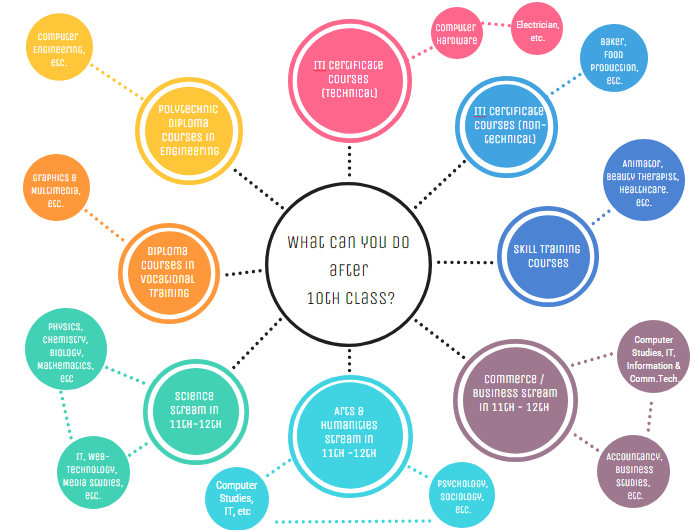 What can you do
after
10th class?
ITI Certificate
Courses
(Technical)
Computer
Hardware
Electrician,
etc.
ITI Certificate
Courses (Non-
Technical)
Baker,
Food
Production,
etc.
Skill Training
Courses
Animator,
Beauty Therapist,
Healthcare.
etc.
Commerce /
Business Stream
in 11th - 12th
Computer
Studies, IT,
Information &
Comm.Tech.
Accountancy,
Business
Studies,
etc.
Arts &
Humanities
Stream in
11th -12th
Psychology,
Sociology,
etc.
Computer
Studies,
IT, etc
Science
Stream in
11th-12th
Physics,
Chemistry,
Biology,
Mathematics,
etc
IT, Web-
Technology,
Media Studies,
etc.
Diploma
Courses in
Vocational
Training
Graphics &
Multimedia,
etc.
Polytechnic
Diploma
Courses in
Engineering
Computer
Engineering,
etc.